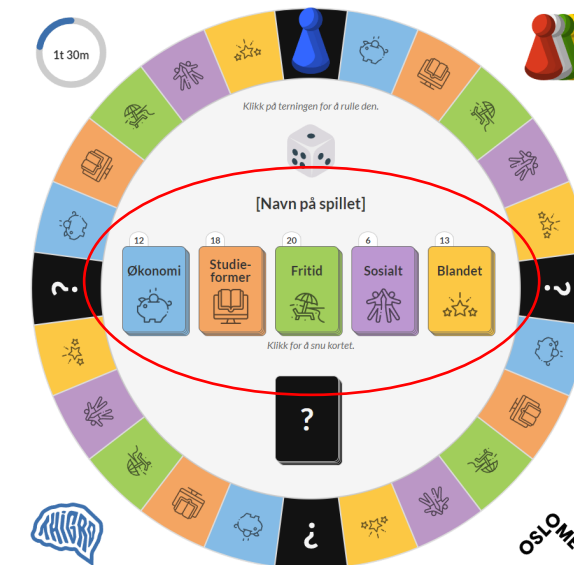 1t 30m
Klikk på terningen for å rulle den.
[Navn på spillet]
12
18
20
6
13
Økonomi
Studie-
former
Fritid
Sosialt
Blandet
Klikk for å snu kortet.
?
?
?
?
THIGRO